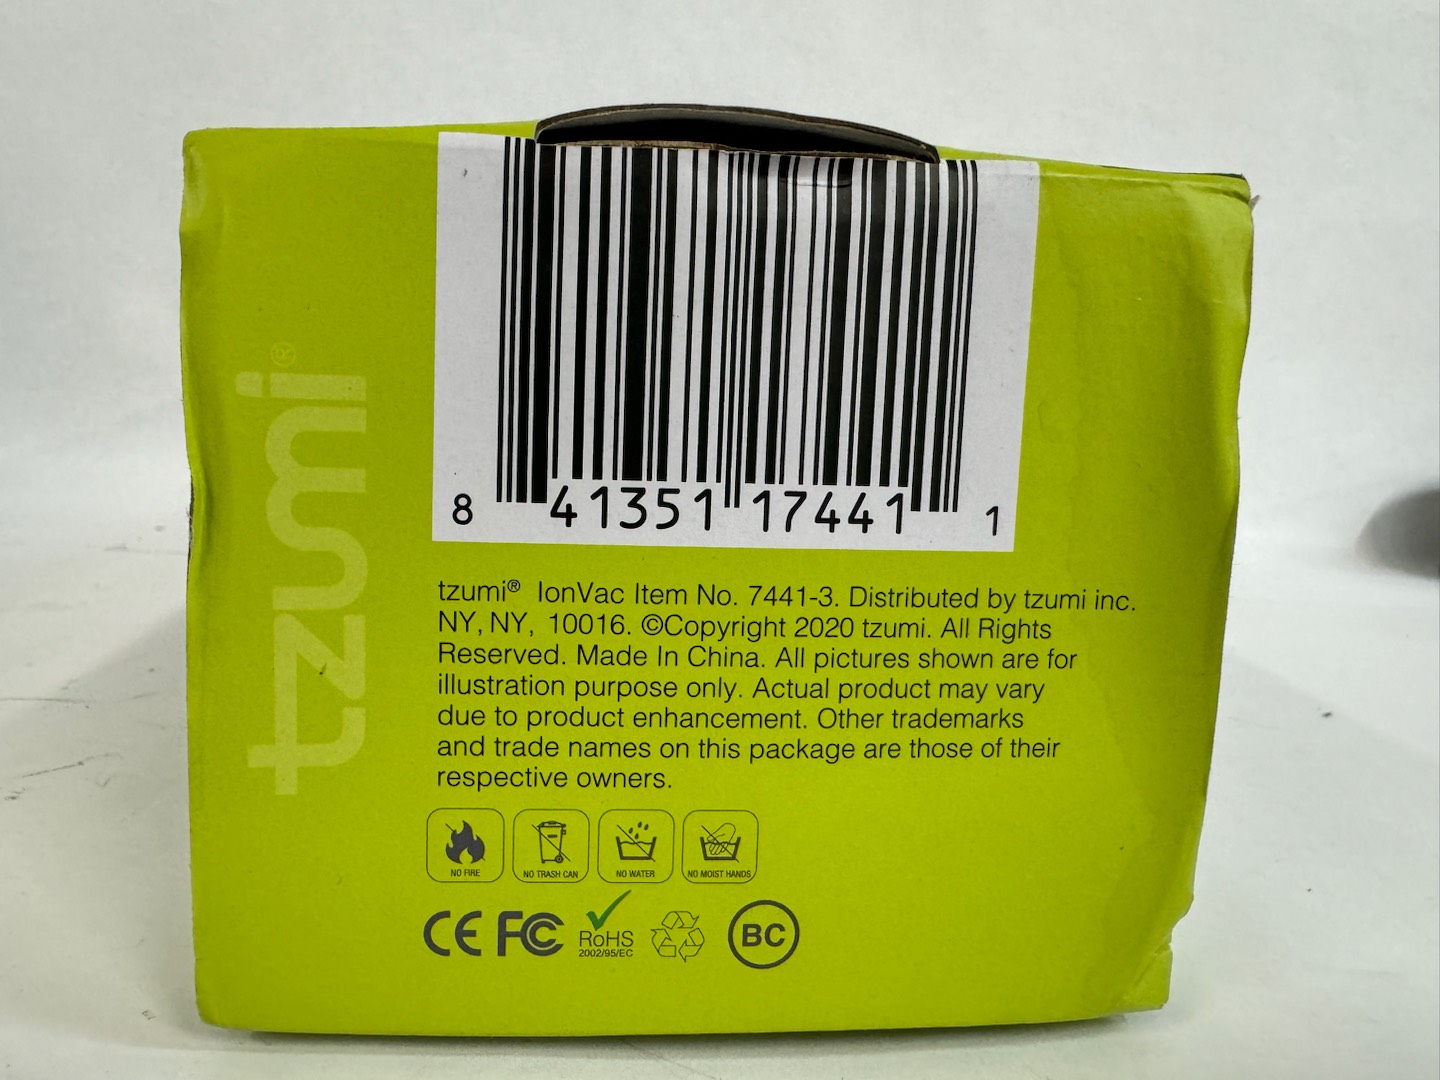 tzumi®
8 41351 17441 1
tzumi® IonVac Item No. 7441-3. Distributed by tzumi inc.
NY, NY, 10016. ©Copyright 2020 tzumi. All Rights
Reserved. Made In China. All pictures shown are for
illustration purpose only. Actual product may vary
due to product enhancement. Other trademarks
and trade names on this package are those of their
respective owners.
NO FIRE NO TRASH CAN NO WATER NO MOIST HANDS
CE FC RoHS BC
2002/95/EC